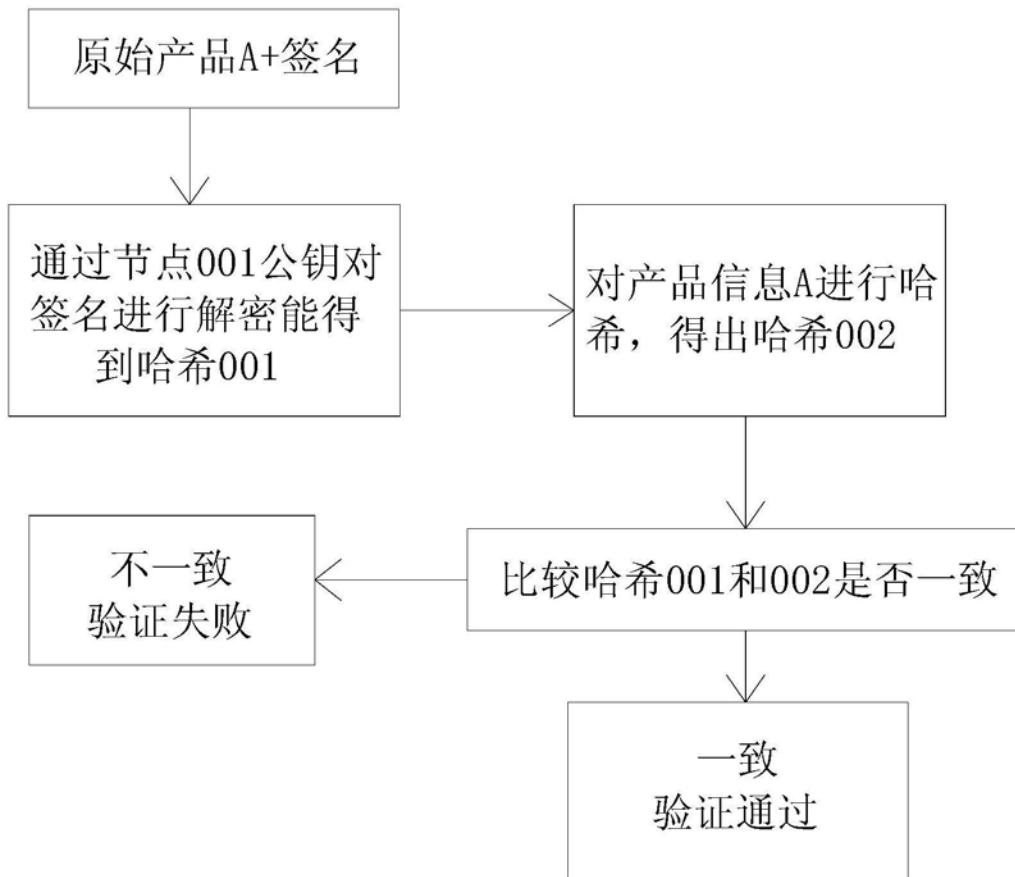 原始产品A+签名
通过节点001公钥对
签名进行解密能得
到哈希001
对产品信息A进行哈
希，得出哈希002
不一致
验证失败
比较哈希001和002是否一致
一致
验证通过